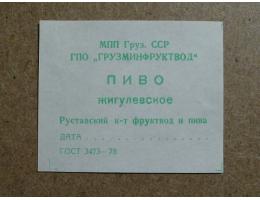 МПП Груз. ССР
ГПО „ГРУЗМИНФРУКТВОД"
ПИВО
ЖИГУЛЕВСКОЕ
Руставский к-т фруктвод и пива
ДАТА . . . . . . . . . . . . . . . .
ГОСТ 3473—78